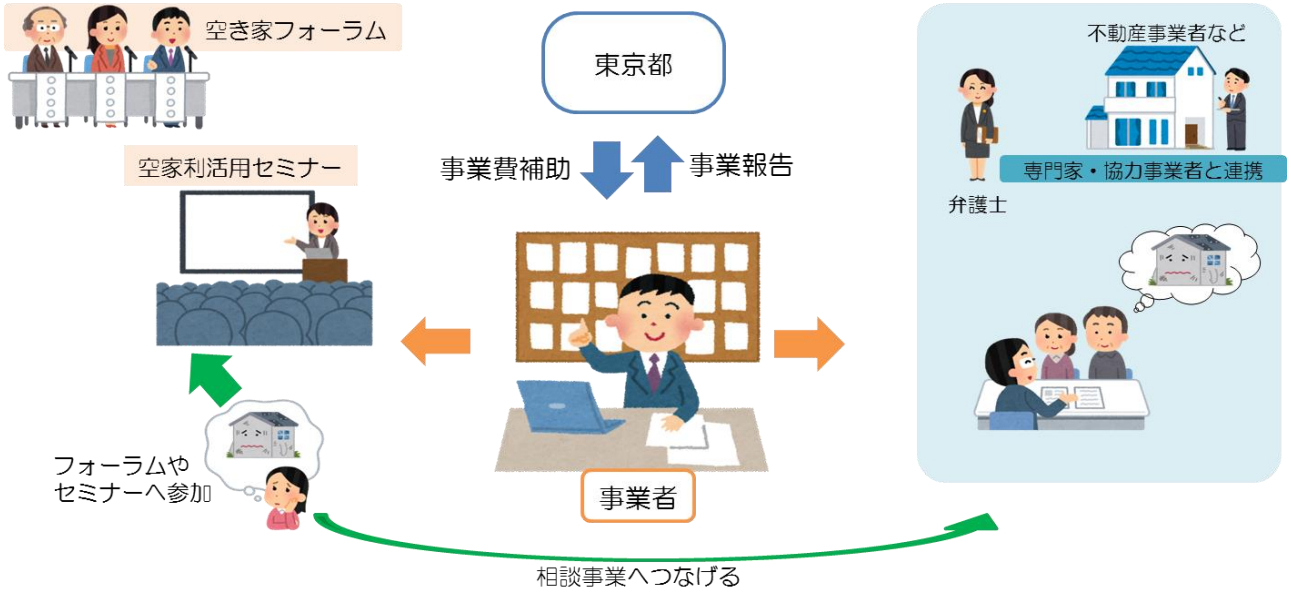 空き家フォーラム
東京都
不動産事業者など
空家利活用セミナー
事業費補助
事業報告
専門家・協力事業者と連携
弁護士
フォーラムや
セミナーへ参加
事業者
相談事業へつなげる